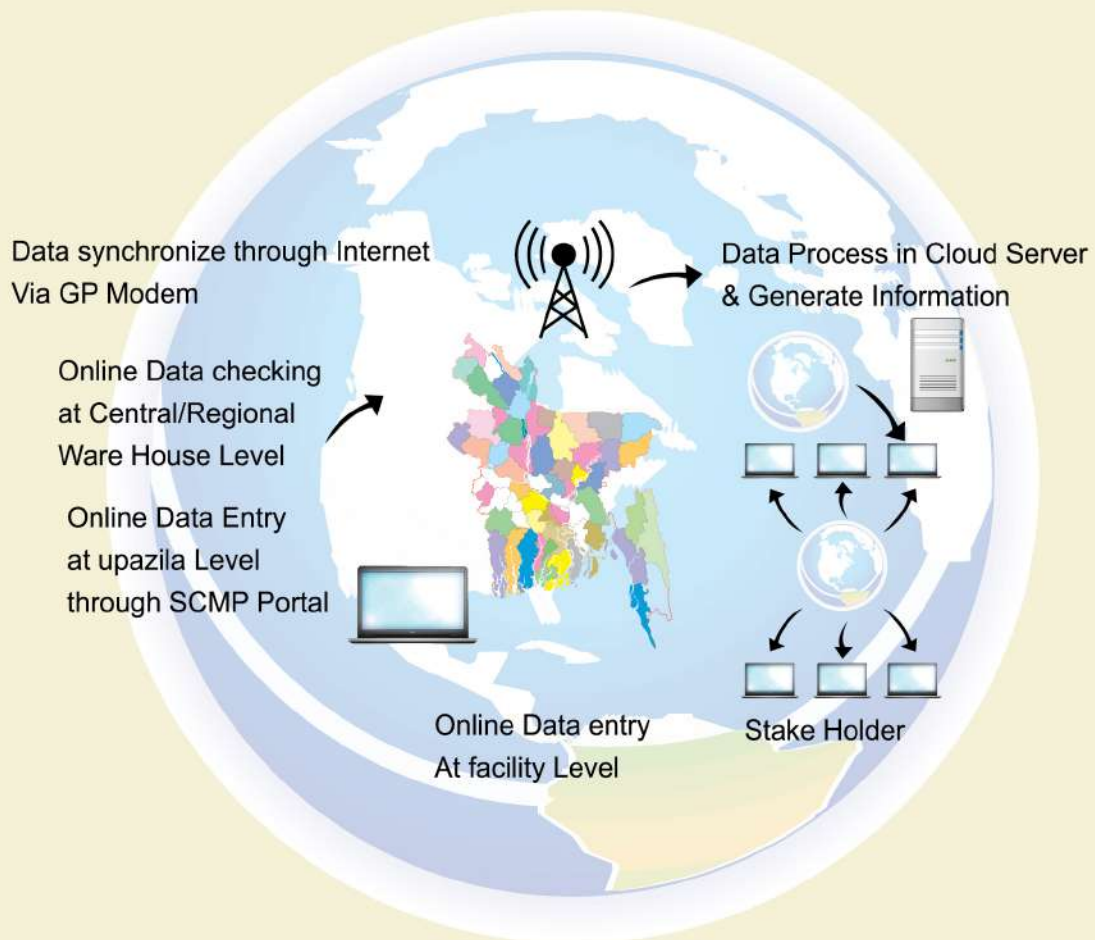 Data synchronize through Internet
Via GP Modem
Data Process in Cloud Server
& Generate Information
Online Data checking
at Central/Regional
Ware House Level
Online Data Entry
at upazila Level
through SCMP Portal
Online Data entry
At facility Level
Stake Holder